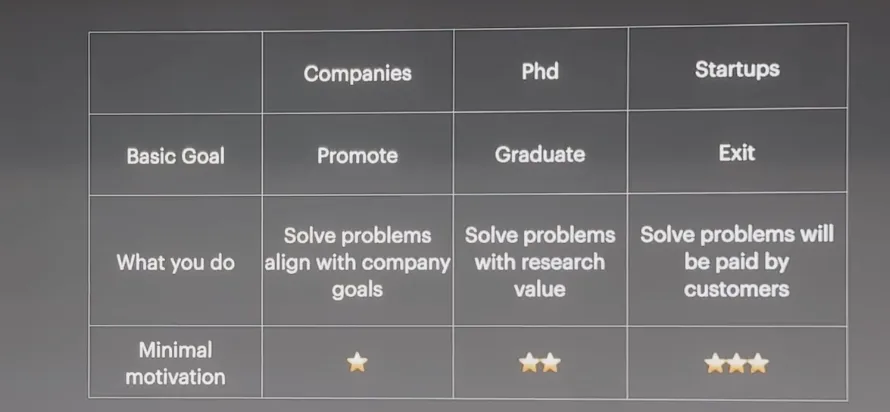 Companies
Phd
Startups
Basic Goal
Promote
Graduate
Exit
What you do
Solve problems
align with company
goals
Solve problems
with research
value
Solve problems will
be paid by
customers
Minimal
motivation
⭐
⭐⭐
⭐⭐⭐